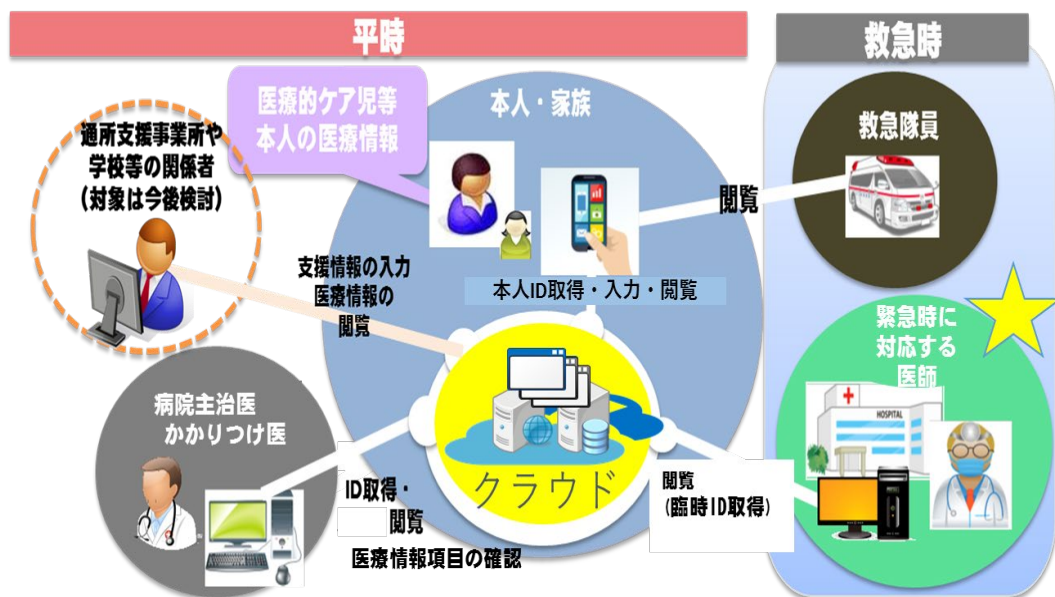 平時
救急時
医療的ケア児等
本人の医療情報
本人・家族
通所支援事業所や
学校等の関係者
(対象は今後検討)
救急隊員
閲覧
支援情報の入力
医療情報の
閲覧
本人ID取得・入力・閲覧
緊急時に
対応する
医師
HOSPITAL
病院主治医
かかりつけ医
クラウド
ID取得・
閲覧
医療情報項目の確認
閲覧
(臨時ID取得)